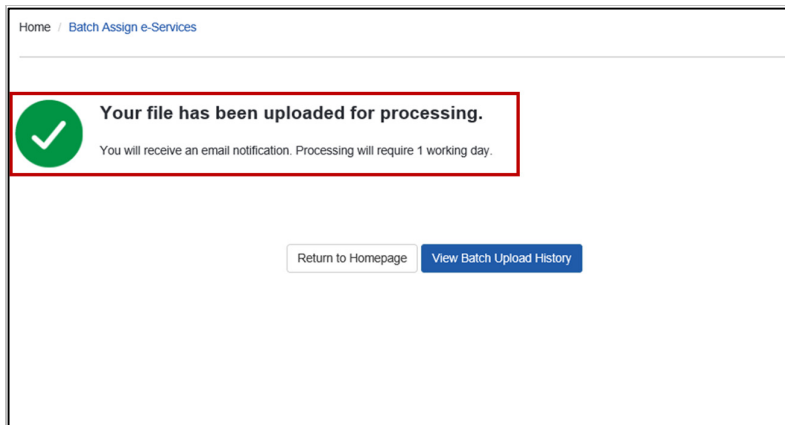 Home / Batch Assign e-Services
Your file has been uploaded for processing.
You will receive an email notification. Processing will require 1 working day.
Return to Homepage View Batch Upload History